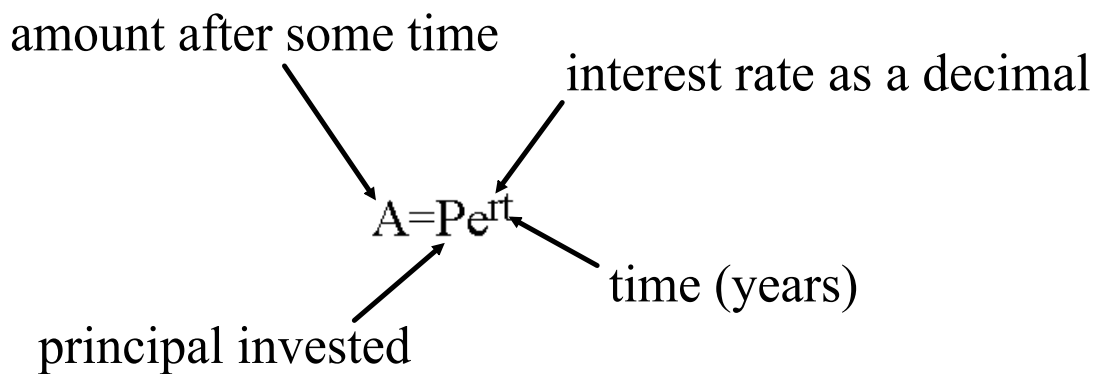 amount after some time
interest rate as a decimal
A=Pe^rt
time (years)
principal invested